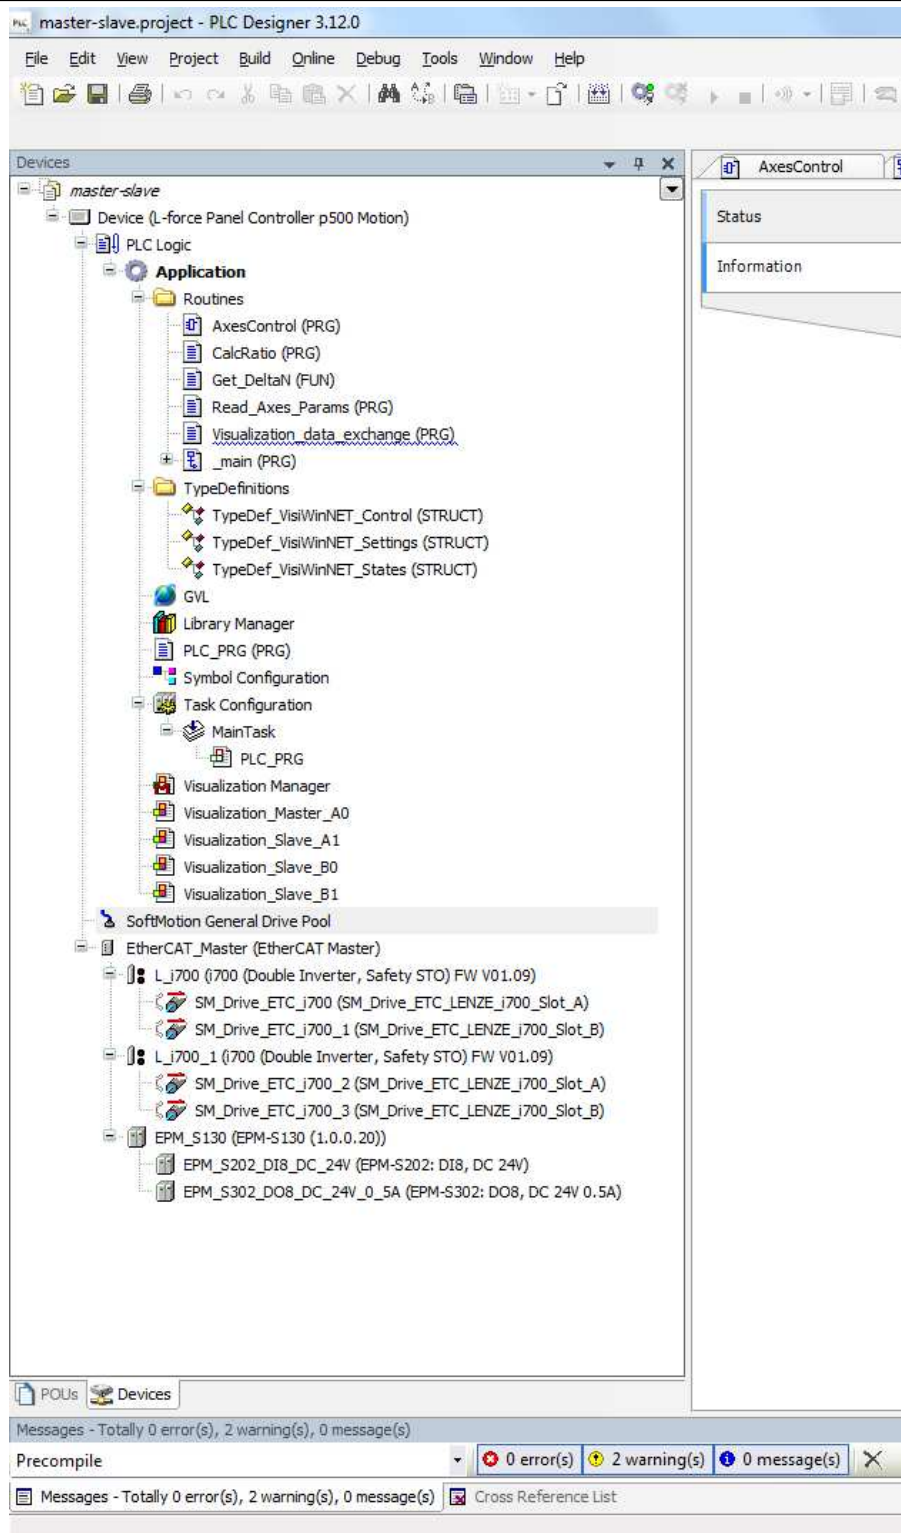 master-slave.project - PLC Designer 3.12.0
File Edit View Project Build Online Debug Tools Window Help
Devices
AxesControl
master-slave
Device (L-force Panel Controller p500 Motion)
Status
PLC Logic
Application
Information
Routines
AxesControl (PRG)
CalcRatio (PRG)
Get_DeltaN (FUN)
Read_Axes_Params (PRG)
Visualization_data_exchange (PRG)
_main (PRG)
TypeDefinitions
TypeDef_VisiWinNET_Control (STRUCT)
TypeDef_VisiWinNET_Settings (STRUCT)
TypeDef_VisiWinNET_States (STRUCT)
GVL
Library Manager
PLC_PRG (PRG)
Symbol Configuration
Task Configuration
MainTask
PLC_PRG
Visualization Manager
Visualization_Master_A0
Visualization_Slave_A1
Visualization_Slave_B0
Visualization_Slave_B1
SoftMotion General Drive Pool
EtherCAT_Master (EtherCAT Master)
L_i700 (i700 (Double Inverter, Safety STO) FW V01.09)
SM_Drive_ETC_i700 (SM_Drive_ETC_LENZE_i700_Slot_A)
SM_Drive_ETC_i700_1 (SM_Drive_ETC_LENZE_i700_Slot_B)
L_i700_1 (i700 (Double Inverter, Safety STO) FW V01.09)
SM_Drive_ETC_i700_2 (SM_Drive_ETC_LENZE_i700_Slot_A)
SM_Drive_ETC_i700_3 (SM_Drive_ETC_LENZE_i700_Slot_B)
EPM_S130 (EPM-S130 (1.0.0.20))
EPM_S202_DI8_DC_24V (EPM-S202: DI8, DC 24V)
EPM_S302_DO8_DC_24V_0_5A (EPM-S302: DO8, DC 24V 0.5A)
POUs Devices
Messages - Totally 0 error(s), 2 warning(s), 0 message(s)
Precompile 0 error(s) 2 warning(s) 0 message(s)
Messages - Totally 0 error(s), 2 warning(s), 0 message(s) Cross Reference List